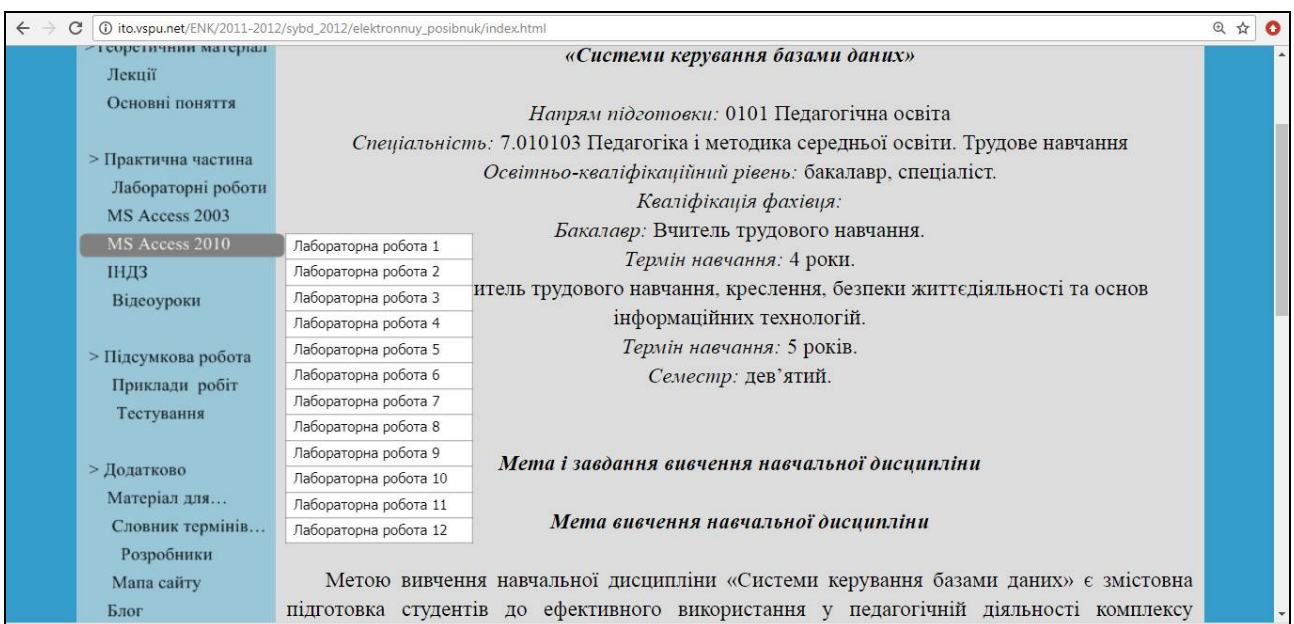 ito.vspu.net/ENK/2011-2012/sybd_2012/elektronnuy_posibnuk/index.html
>Теоретичний матеріал
Лекції
Основні поняття
> Практична частина
Лабораторні роботи
MS Access 2003
MS Access 2010
ІНДЗ
Відеоуроки
> Підсумкова робота
Приклади робіт
Тестування
> Додатково
Матеріал для…
Словник термінів…
Розробники
Мапа сайту
Блог
Лабораторна робота 1
Лабораторна робота 2
Лабораторна робота 3
Лабораторна робота 4
Лабораторна робота 5
Лабораторна робота 6
Лабораторна робота 7
Лабораторна робота 8
Лабораторна робота 9
Лабораторна робота 10
Лабораторна робота 11
Лабораторна робота 12
«Системи керування базами даних»
Напрям підготовки: 0101 Педагогічна освіта
Спеціальність: 7.010103 Педагогіка і методика середньої освіти. Трудове навчання
Освітньо-кваліфікаційний рівень: бакалавр, спеціаліст.
Кваліфікація фахівця:
Бакалавр: Вчитель трудового навчання.
Термін навчання: 4 роки.
итель трудового навчання, креслення, безпеки життєдіяльності та основ
інформаційних технологій.
Термін навчання: 5 років.
Семестр: дев’ятий.
Мета і завдання вивчення навчальної дисципліни
Мета вивчення навчальної дисципліни
Метою вивчення навчальної дисципліни «Системи керування базами даних» є змістовна
підготовка студентів до ефективного використання у педагогічній діяльності комплексу